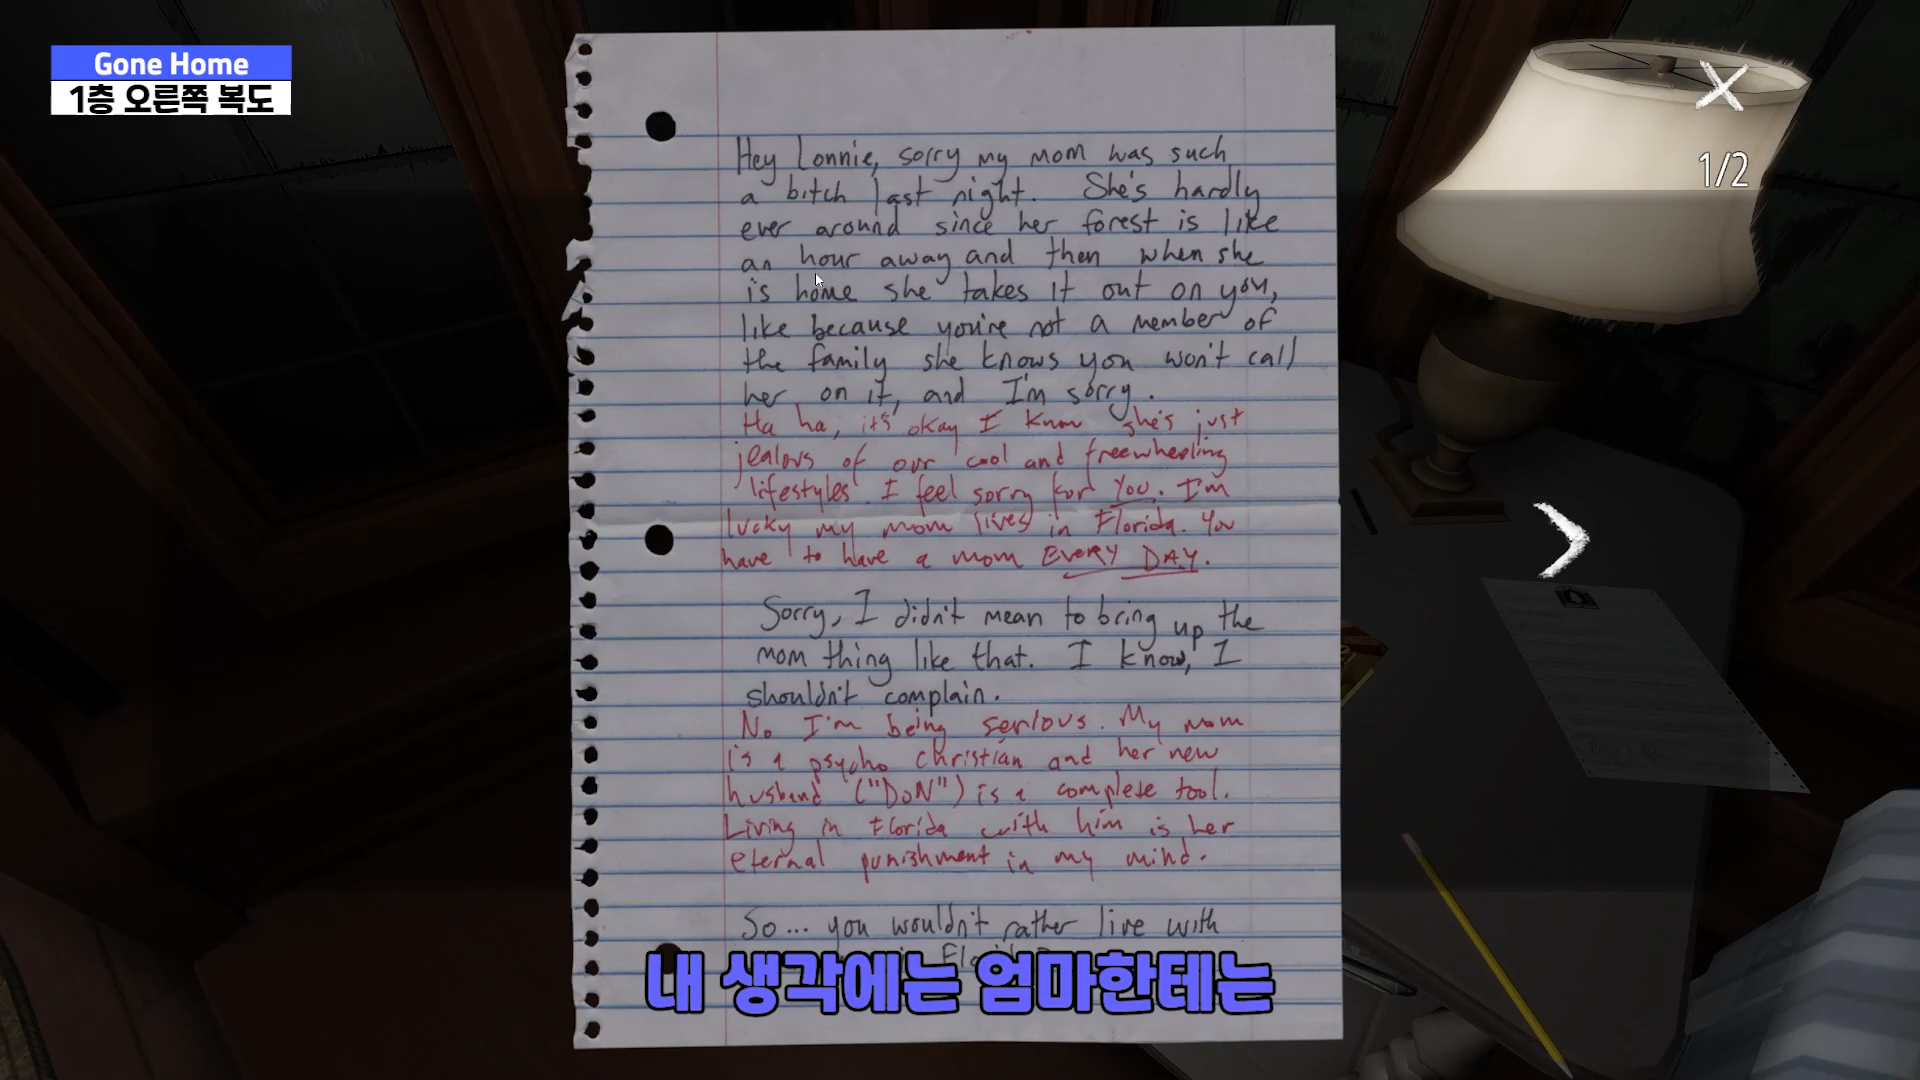 Gone Home
1층 오른쪽 복도
1/2
Hey Lonnie, sorry my mom was such
a bitch last night. She's hardly
ever around since her forest is like
an hour away and then when she
is home she takes it out on you,
like because you're not a member of
the family she knows you won't call
her on it, and I'm sorry.
Ha ha, it's okay I know she's just
jealous of our cool and freewheeling
lifestyles. I feel sorry for you. I'm
lucky my mom lives in Florida. You
have to have a mom EVERY DAY.
Sorry, I didn't mean to bring up the
mom thing like that. I know, I
shouldn't complain.
No I'm being serious. My mom
is a psycho christian and her new
husband ("DON") is a complete tool.
Living in Florida with him is her
eternal punishment in my mind.
So... you wouldn't rather live with
내 생각에는 엄마한테는